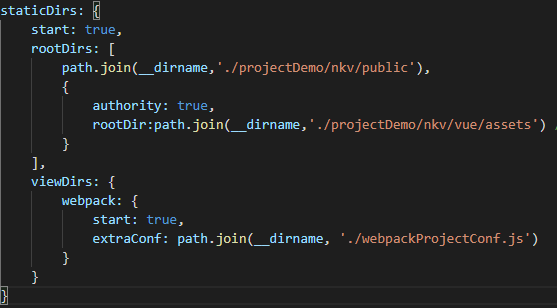 staticDirs: {
    start: true,
    rootDirs: [
        path.join(__dirname,'./projectDemo/nkv/public'),
        {
            authority: true,
            rootDir:path.join(__dirname,'./projectDemo/nkv/vue/assets')
        }
    ],
    viewDirs: {
        webpack: {
            start: true,
            extraConf: path.join(__dirname, './webpackProjectConf.js')
        }
    }
}